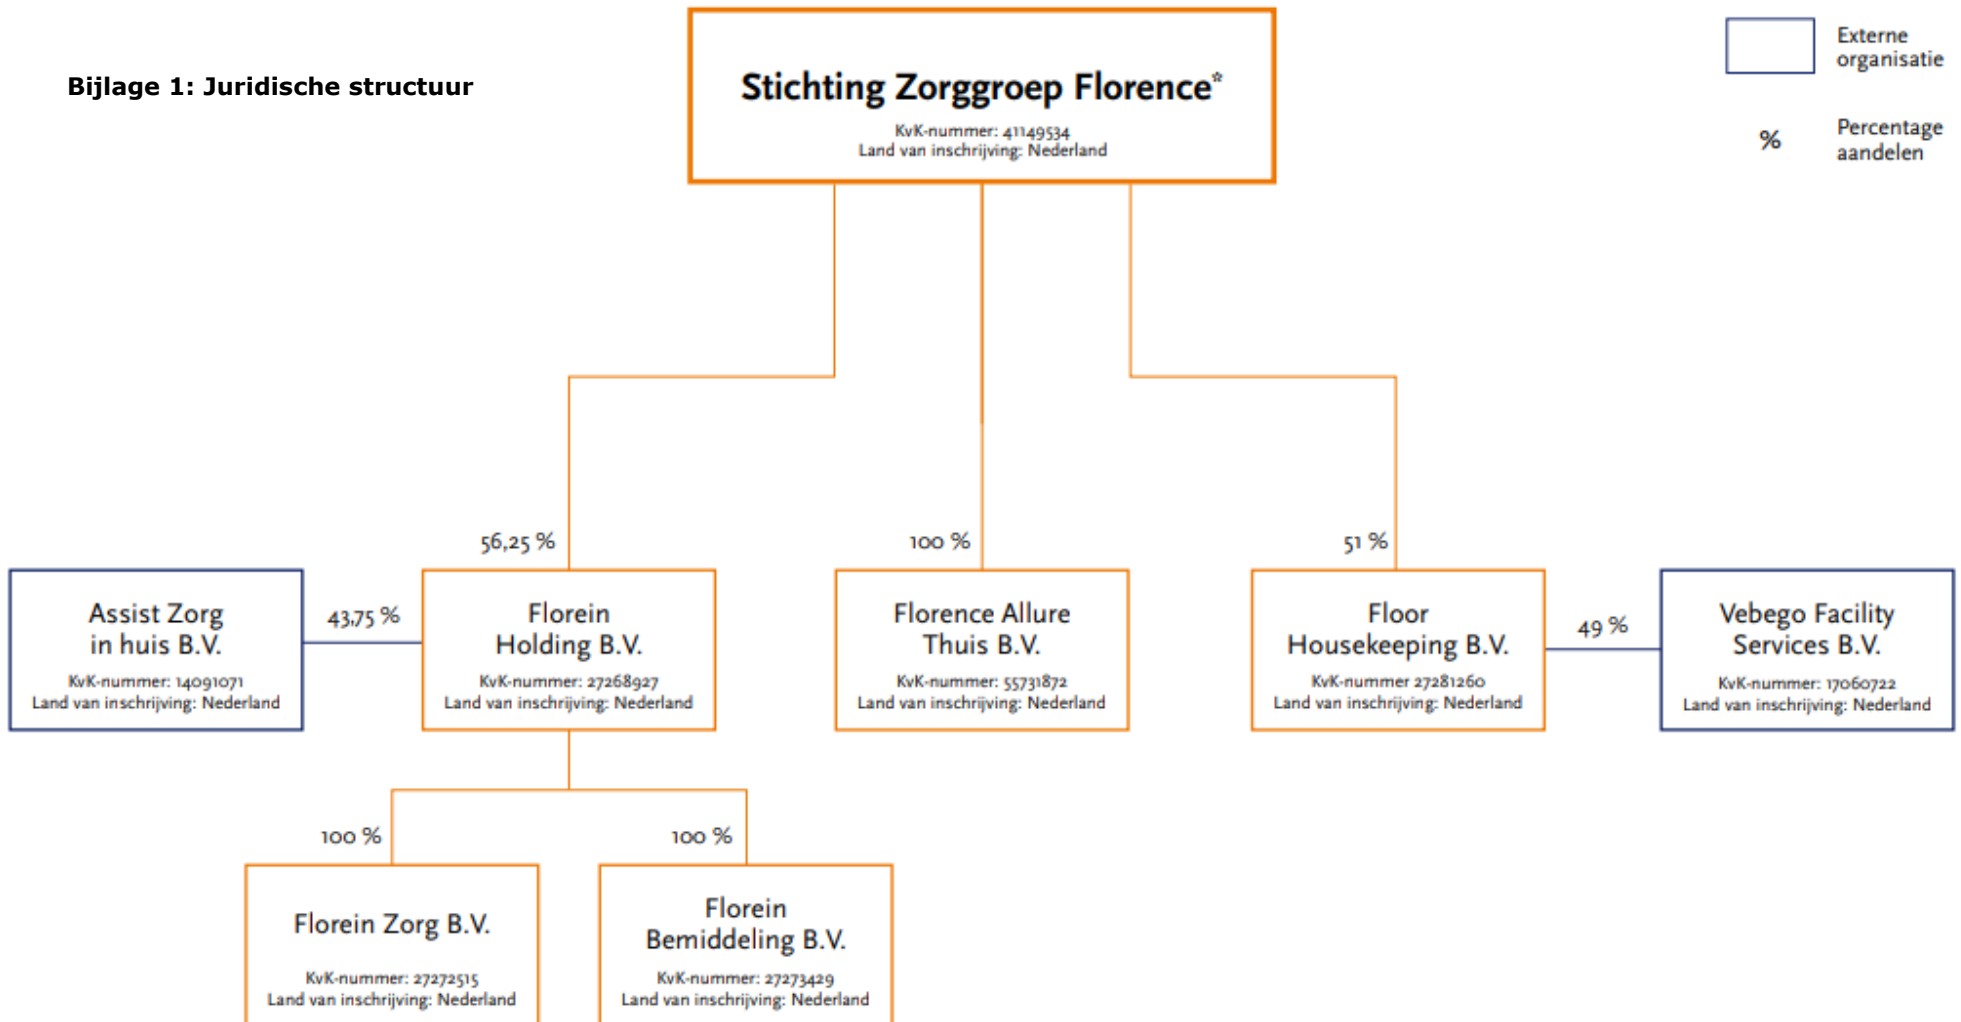 Bijlage 1: Juridische structuur
Stichting Zorggroep Florence*
KvK-nummer: 41149534
Land van inschrijving: Nederland
Externe
organisatie
%
Percentage
aandelen
56,25 %
100 %
51 %
Assist Zorg
in huis B.V.
KvK-nummer: 14091071
Land van inschrijving: Nederland
43,75 %
Florein
Holding B.V.
KvK-nummer: 27268927
Land van inschrijving: Nederland
Florence Allure
Thuis B.V.
KvK-nummer: 55731872
Land van inschrijving: Nederland
Floor
Housekeeping B.V.
KvK-nummer 27281260
Land van inschrijving: Nederland
49 %
Vebego Facility
Services B.V.
KvK-nummer: 17060722
Land van inschrijving: Nederland
100 %
100 %
Florein Zorg B.V.
KvK-nummer: 27272515
Land van inschrijving: Nederland
Florein
Bemiddeling B.V.
KvK-nummer: 27273429
Land van inschrijving: Nederland